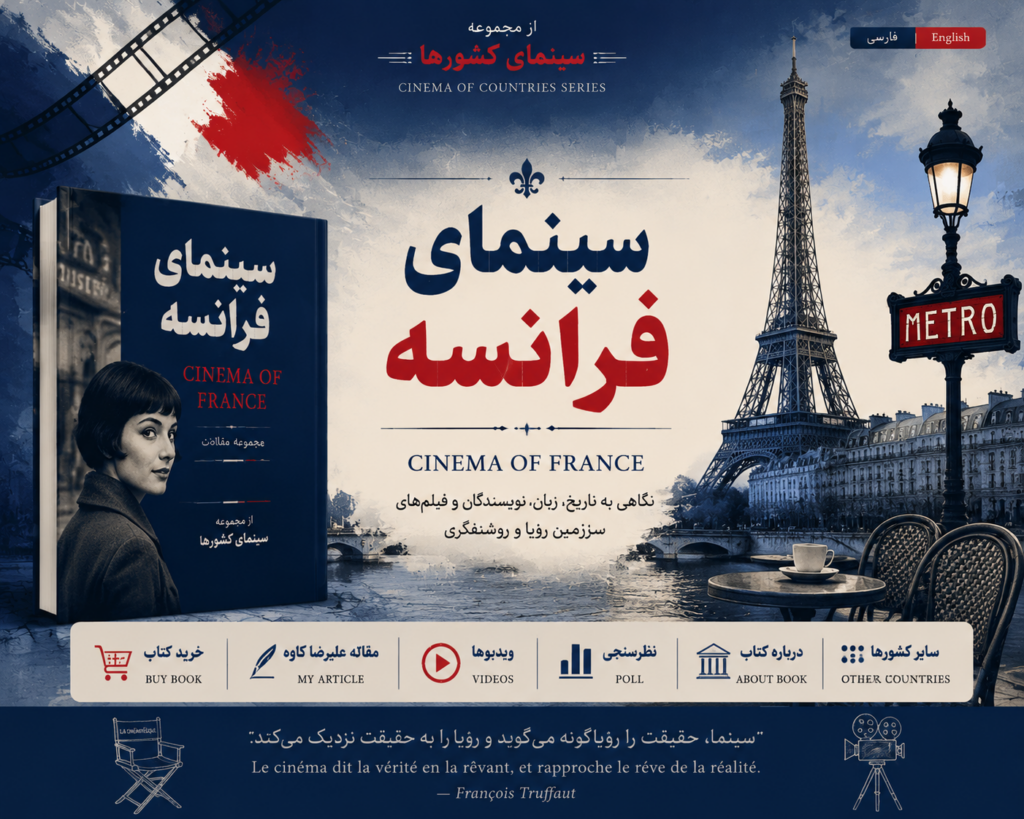 از مجموعه
سینمای کشورها
CINEMA OF COUNTRIES SERIES
فارسی
English
سینمای
فرانسه
CINEMA OF FRANCE
نگاهی به تاریخ، زبان، نویسندگان و فیلم‌های
سرزمین رؤیا و روشنفگری
سینمای
فرانسه
CINEMA OF
FRANCE
مجموعه مقالات
از مجموعه
سینمای کشورها
METRO
خرید کتاب
BUY BOOK
مقاله علیرضا کاوه
MY ARTICLE
ویدیوها
VIDEOS
نظرسنجی
POLL
درباره کتاب
ABOUT BOOK
سایر کشورها
OTHER COUNTRIES
"سینما، حقیقت را رؤیاگونه می‌گوید و رؤیا را به حقیقت نزدیک می‌کند."
Le cinéma dit la vérité en la rêvant, et rapproche le réve de la réalité.
— François Truffaut